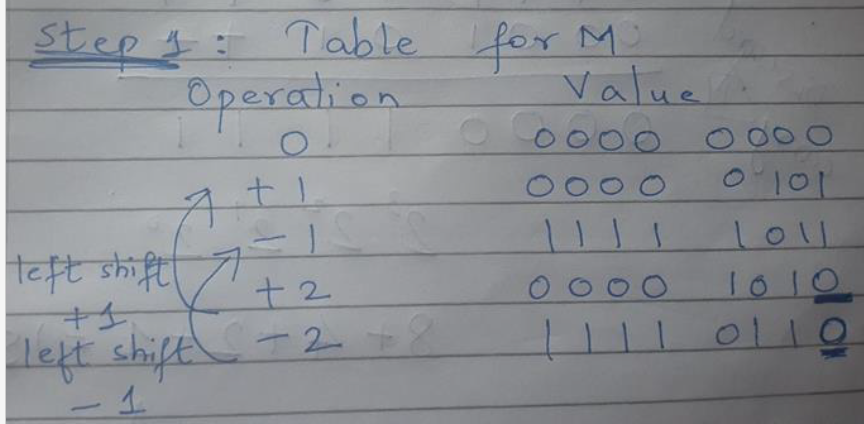 Step 1 : Table for M
Operation Value
0 0000 0000
+1 0000 0101
-1 1111 1011
left shift +1
+2 0000 1010
left shift -1
-2 1111 0110